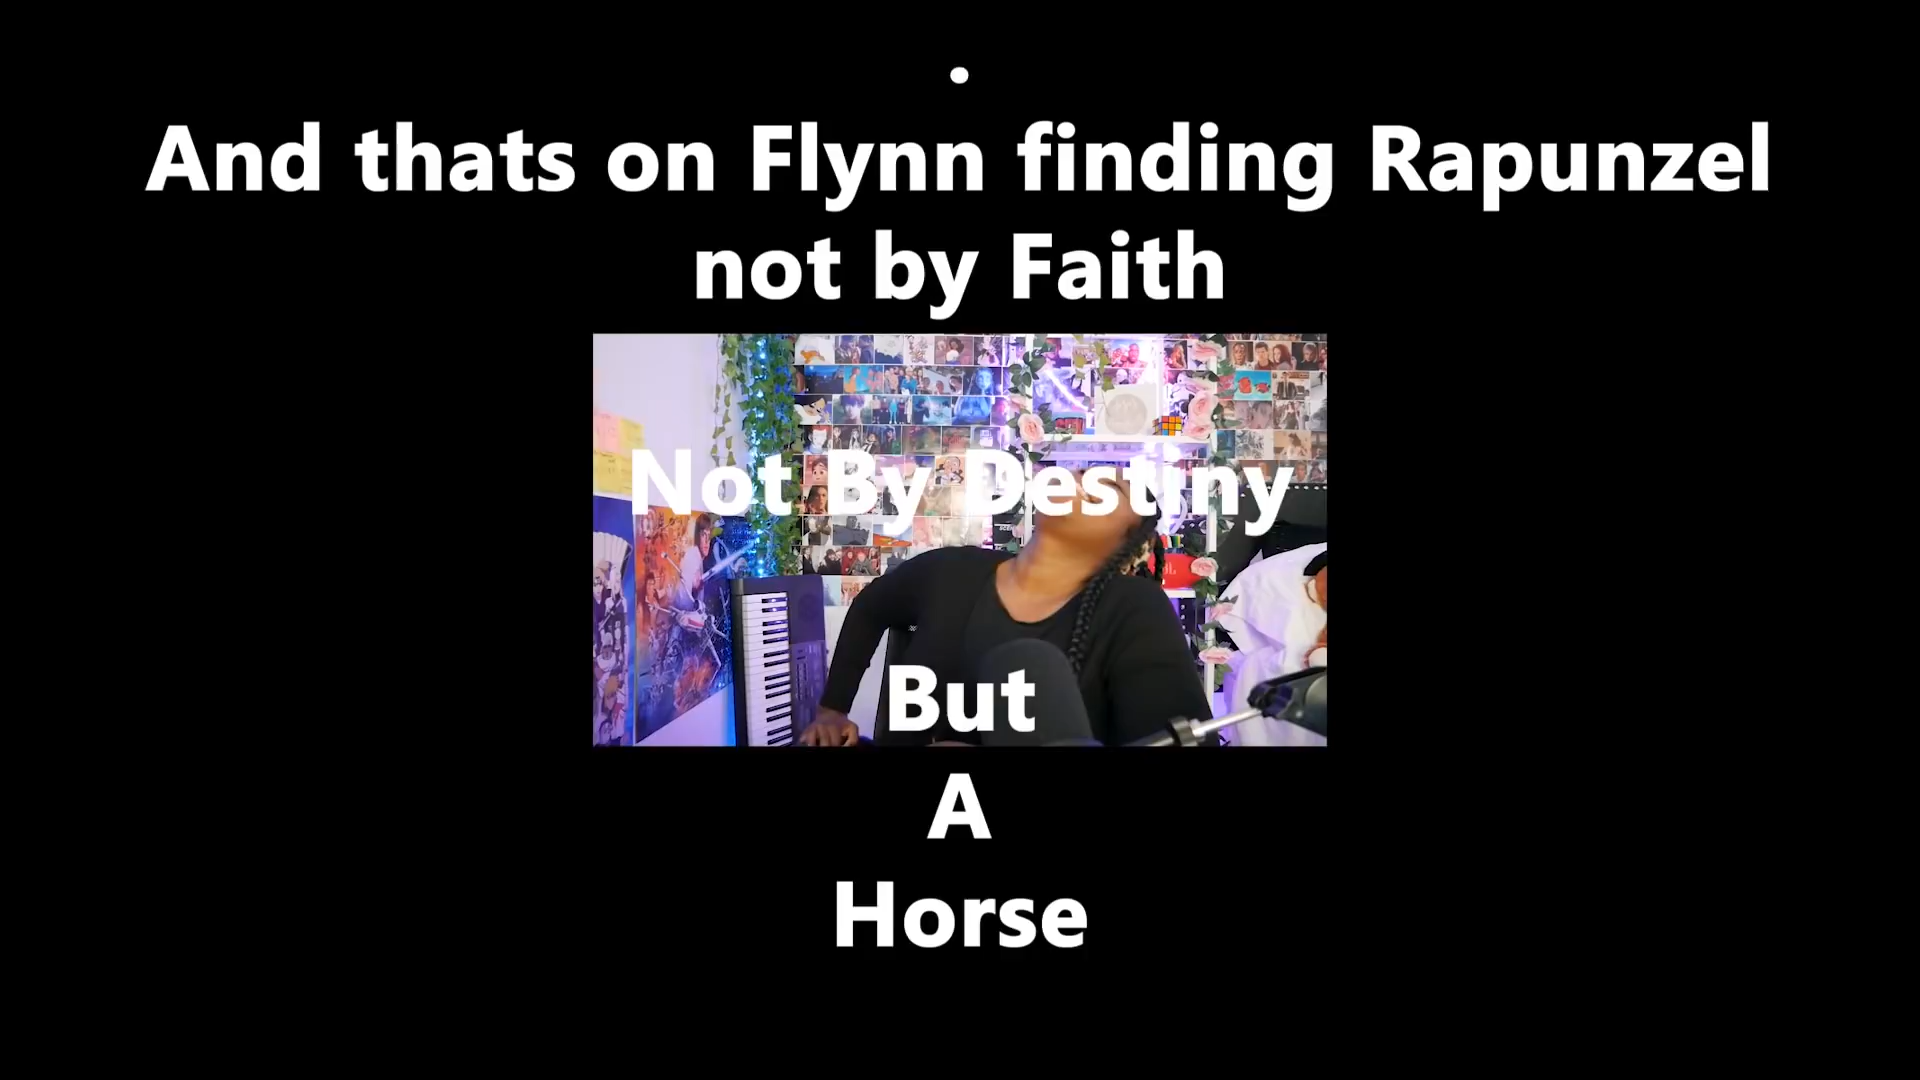 .
And thats on Flynn finding Rapunzel
not by Faith
Not By Destiny
But
A
Horse